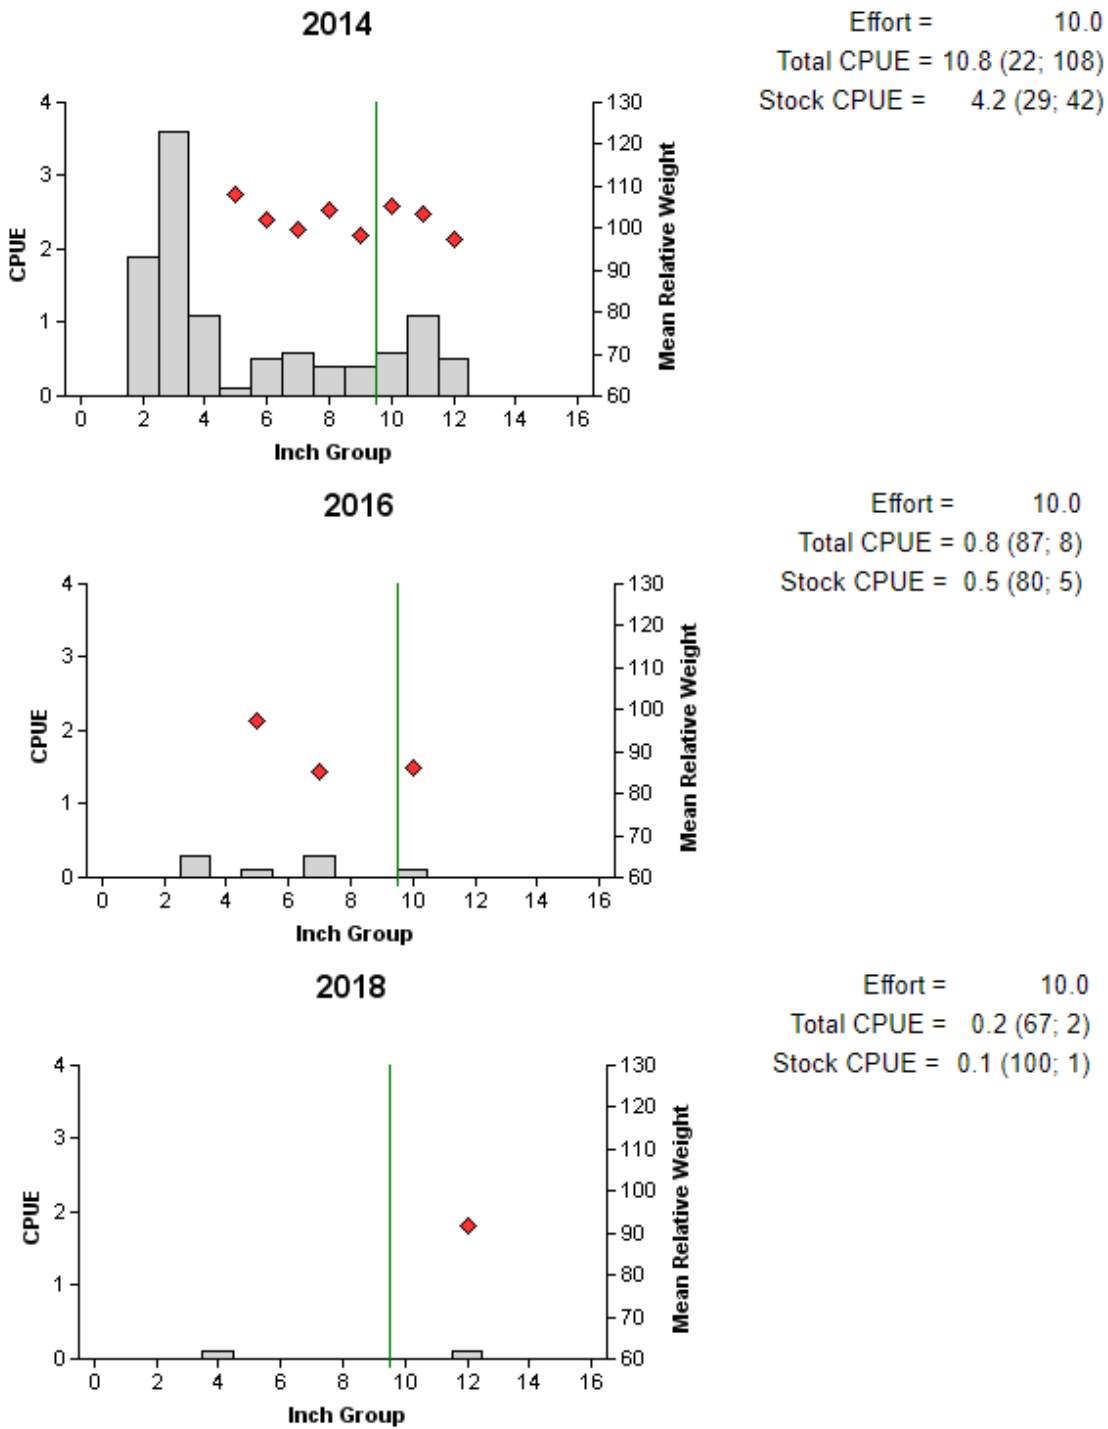 2014
Effort = 10.0
Total CPUE = 10.8 (22; 108)
Stock CPUE = 4.2 (29; 42)
4
3
2
1
0
CPUE
130
120
110
100
90
80
70
60
Mean Relative Weight
0 2 4 6 8 10 12 14 16
Inch Group
2016
Effort = 10.0
Total CPUE = 0.8 (87; 8)
Stock CPUE = 0.5 (80; 5)
4
3
2
1
0
CPUE
130
120
110
100
90
80
70
60
Mean Relative Weight
0 2 4 6 8 10 12 14 16
Inch Group
2018
Effort = 10.0
Total CPUE = 0.2 (67; 2)
Stock CPUE = 0.1 (100; 1)
4
3
2
1
0
CPUE
130
120
110
100
90
80
70
60
Mean Relative Weight
0 2 4 6 8 10 12 14 16
Inch Group